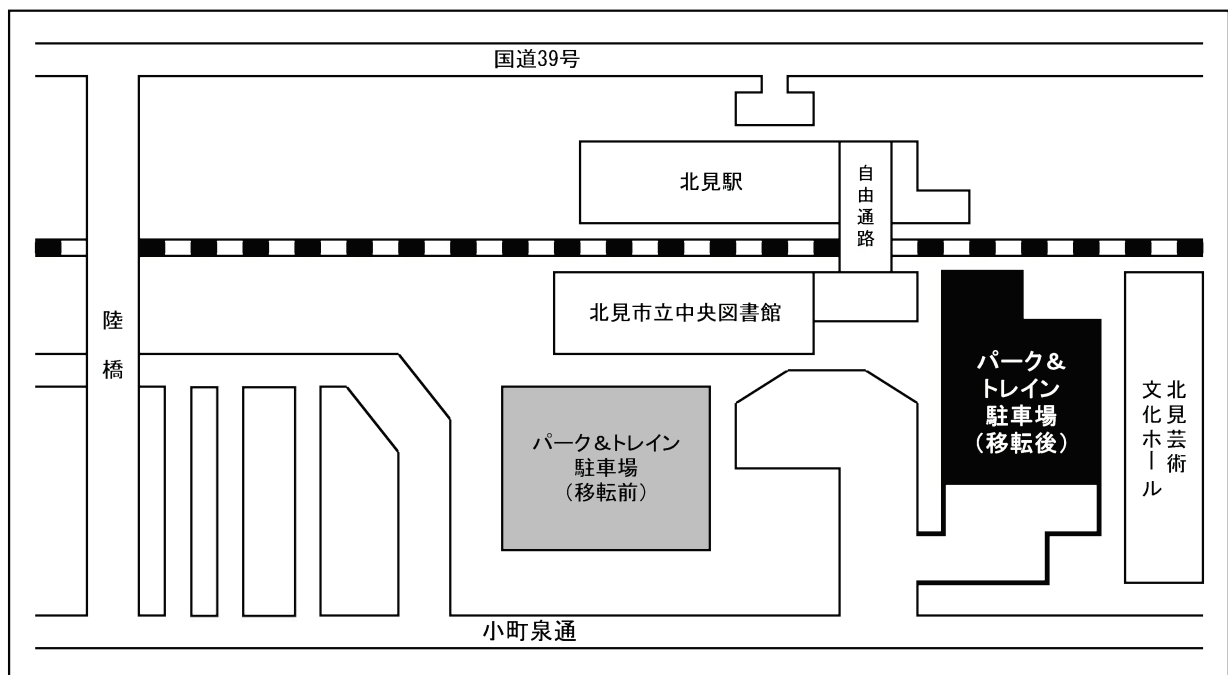 国道39号
北見駅
自由通路
陸橋
北見市立中央図書館
パーク&トレイン
駐車場
(移転前)
パーク&
トレイン
駐車場
(移転後)
北見芸術
文化ホール
小町泉通